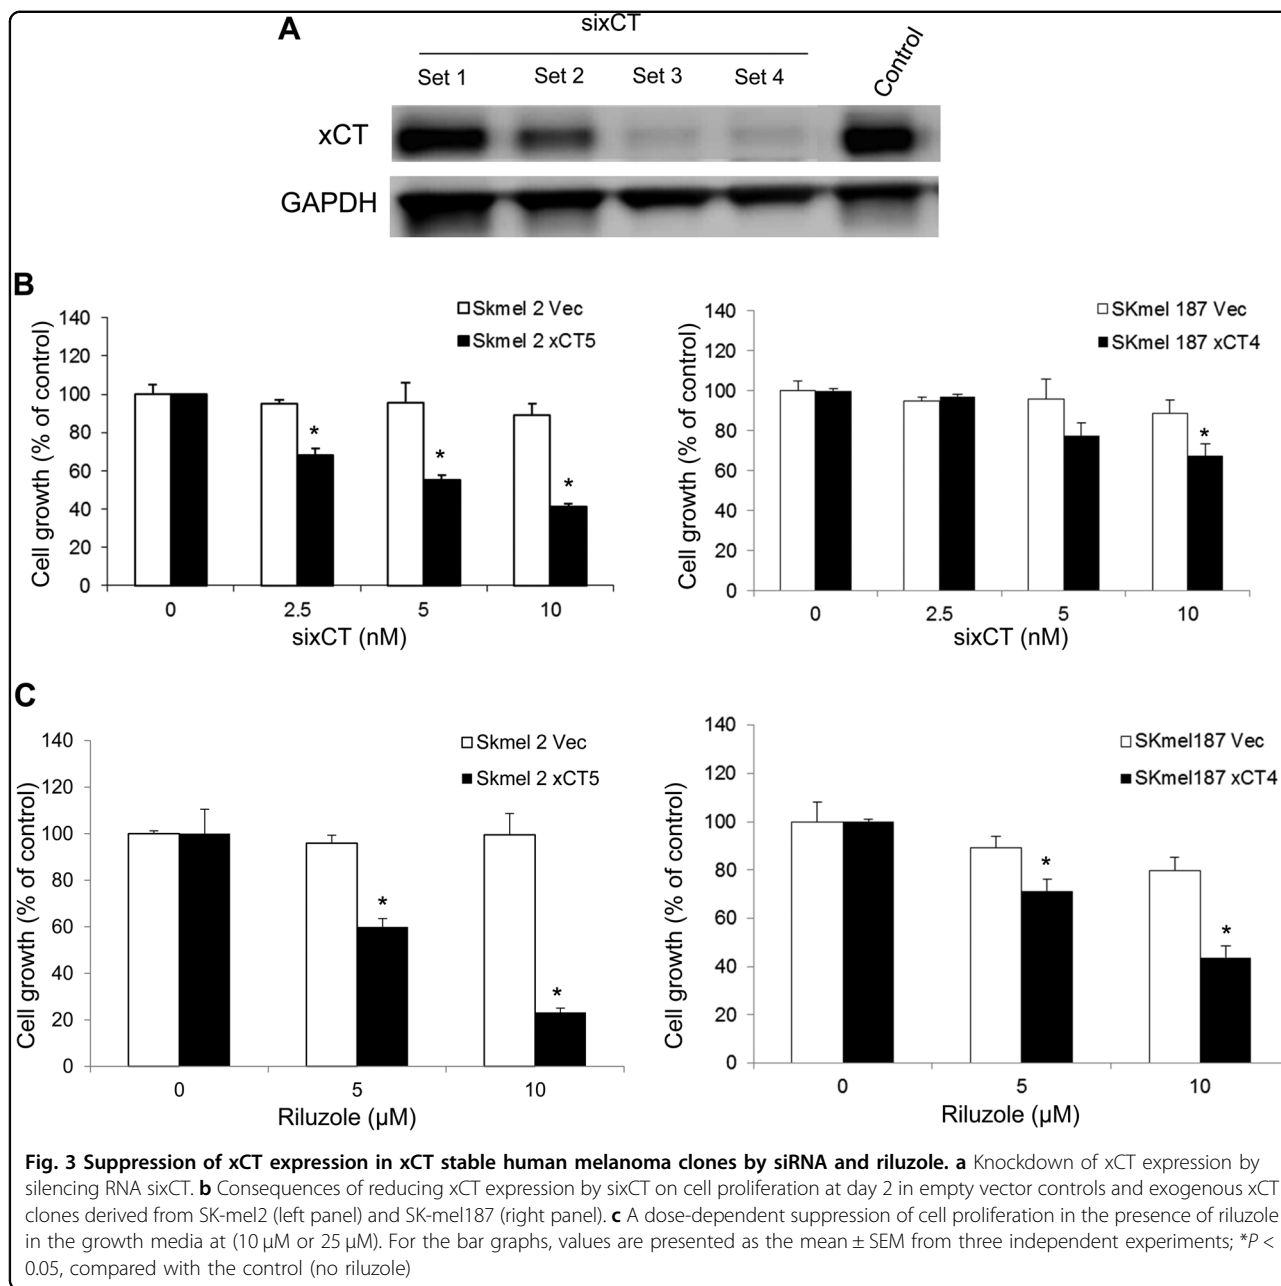 A
sixCT
Set 1 Set 2 Set 3 Set 4 Control
xCT
GAPDH
B
Skmel 2 Vec
Skmel 2 xCT5
Cell growth (% of control)
140
120
100
80
60
40
20
0
* * *
0 2.5 5 10
sixCT (nM)
SKmel 187 Vec
SKmel 187 xCT4
Cell growth (% of control)
140
120
100
80
60
40
20
0
*
0 2.5 5 10
sixCT (nM)
C
Skmel 2 Vec
Skmel 2 xCT5
Cell growth (% of control)
140
120
100
80
60
40
20
0
* *
0 5 10
Riluzole (µM)
SKmel187 Vec
SKmel187 xCT4
Cell growth (% of control)
140
120
100
80
60
40
20
0
* *
0 5 10
Riluzole (µM)
Fig. 3 Suppression of xCT expression in xCT stable human melanoma clones by siRNA and riluzole. a Knockdown of xCT expression by
silencing RNA sixCT. b Consequences of reducing xCT expression by sixCT on cell proliferation at day 2 in empty vector controls and exogenous xCT
clones derived from SK-mel2 (left panel) and SK-mel187 (right panel). c A dose-dependent suppression of cell proliferation in the presence of riluzole
in the growth media at (10 µM or 25 µM). For the bar graphs, values are presented as the mean ± SEM from three independent experiments; *P <
0.05, compared with the control (no riluzole)